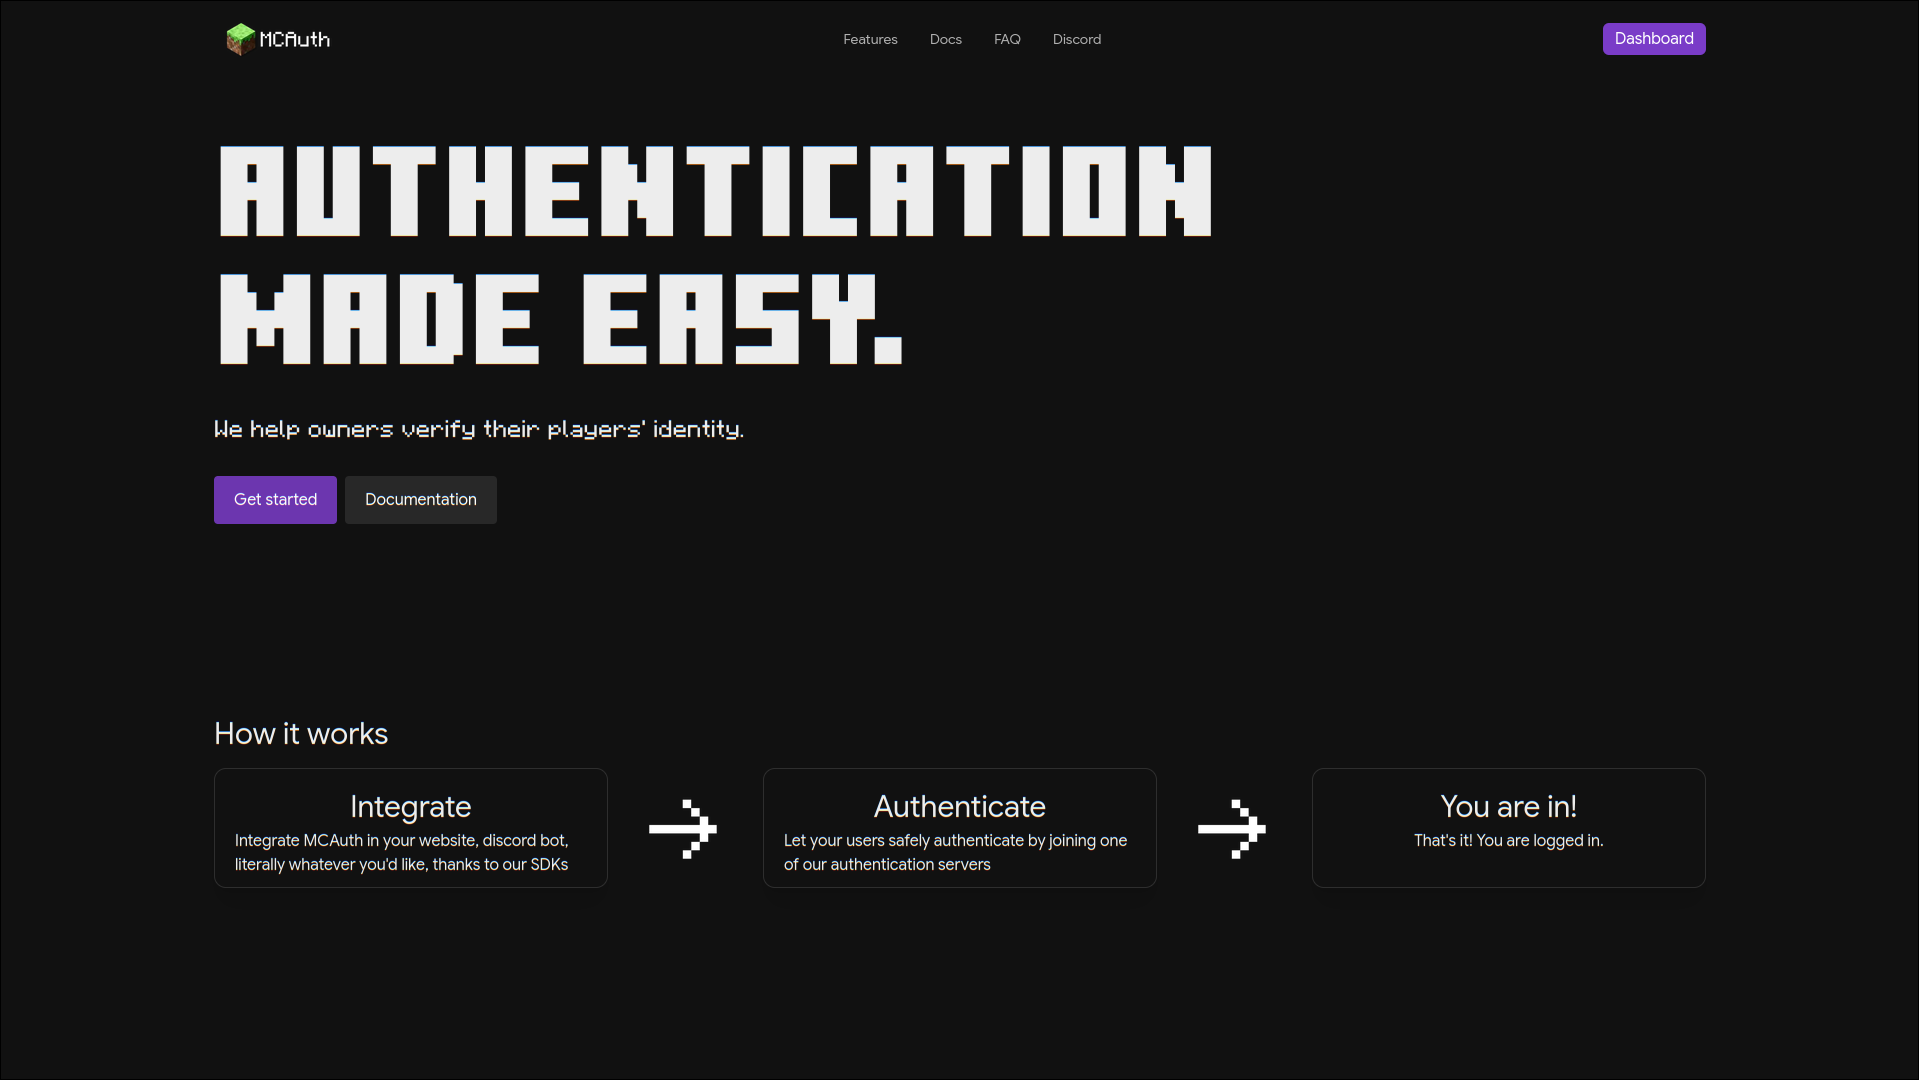 MCAuth
Features
Docs
FAQ
Discord
Dashboard
AUTHENTICATION
MADE EASY.
We help owners verify their players' identity.
Get started
Documentation
How it works
Integrate
Integrate MCAuth in your website, discord bot,
literally whatever you'd like, thanks to our SDKs
Authenticate
Let your users safely authenticate by joining one
of our authentication servers
You are in!
That's it! You are logged in.